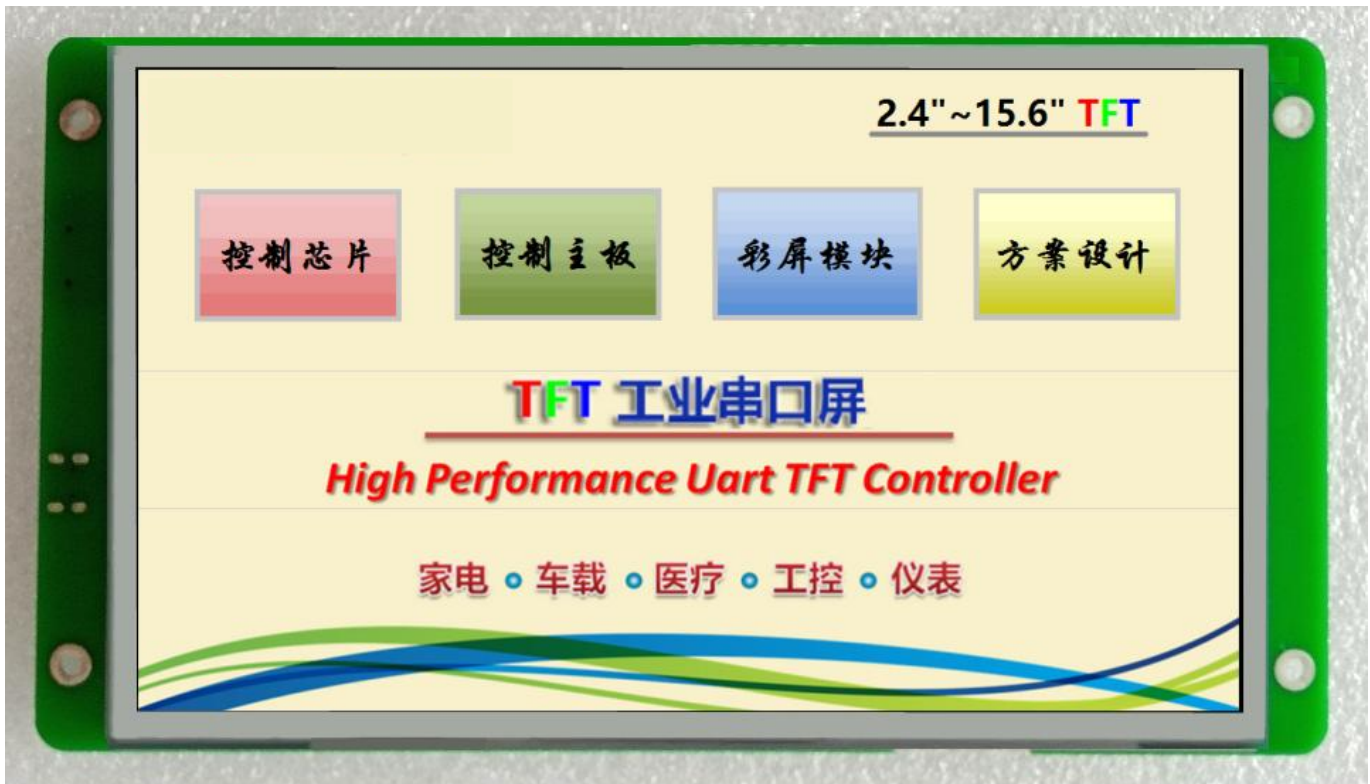 2.4"~15.6" TFT
控制芯片 控制主板 彩屏模块 方案设计
TFT 工业串口屏
High Performance Uart TFT Controller
家电 • 车载 • 医疗 • 工控 • 仪表